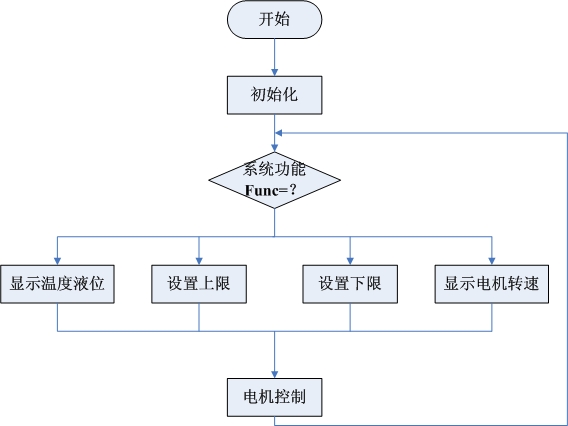 开始
初始化
系统功能
Func=？
显示温度液位
设置上限
设置下限
显示电机转速
电机控制